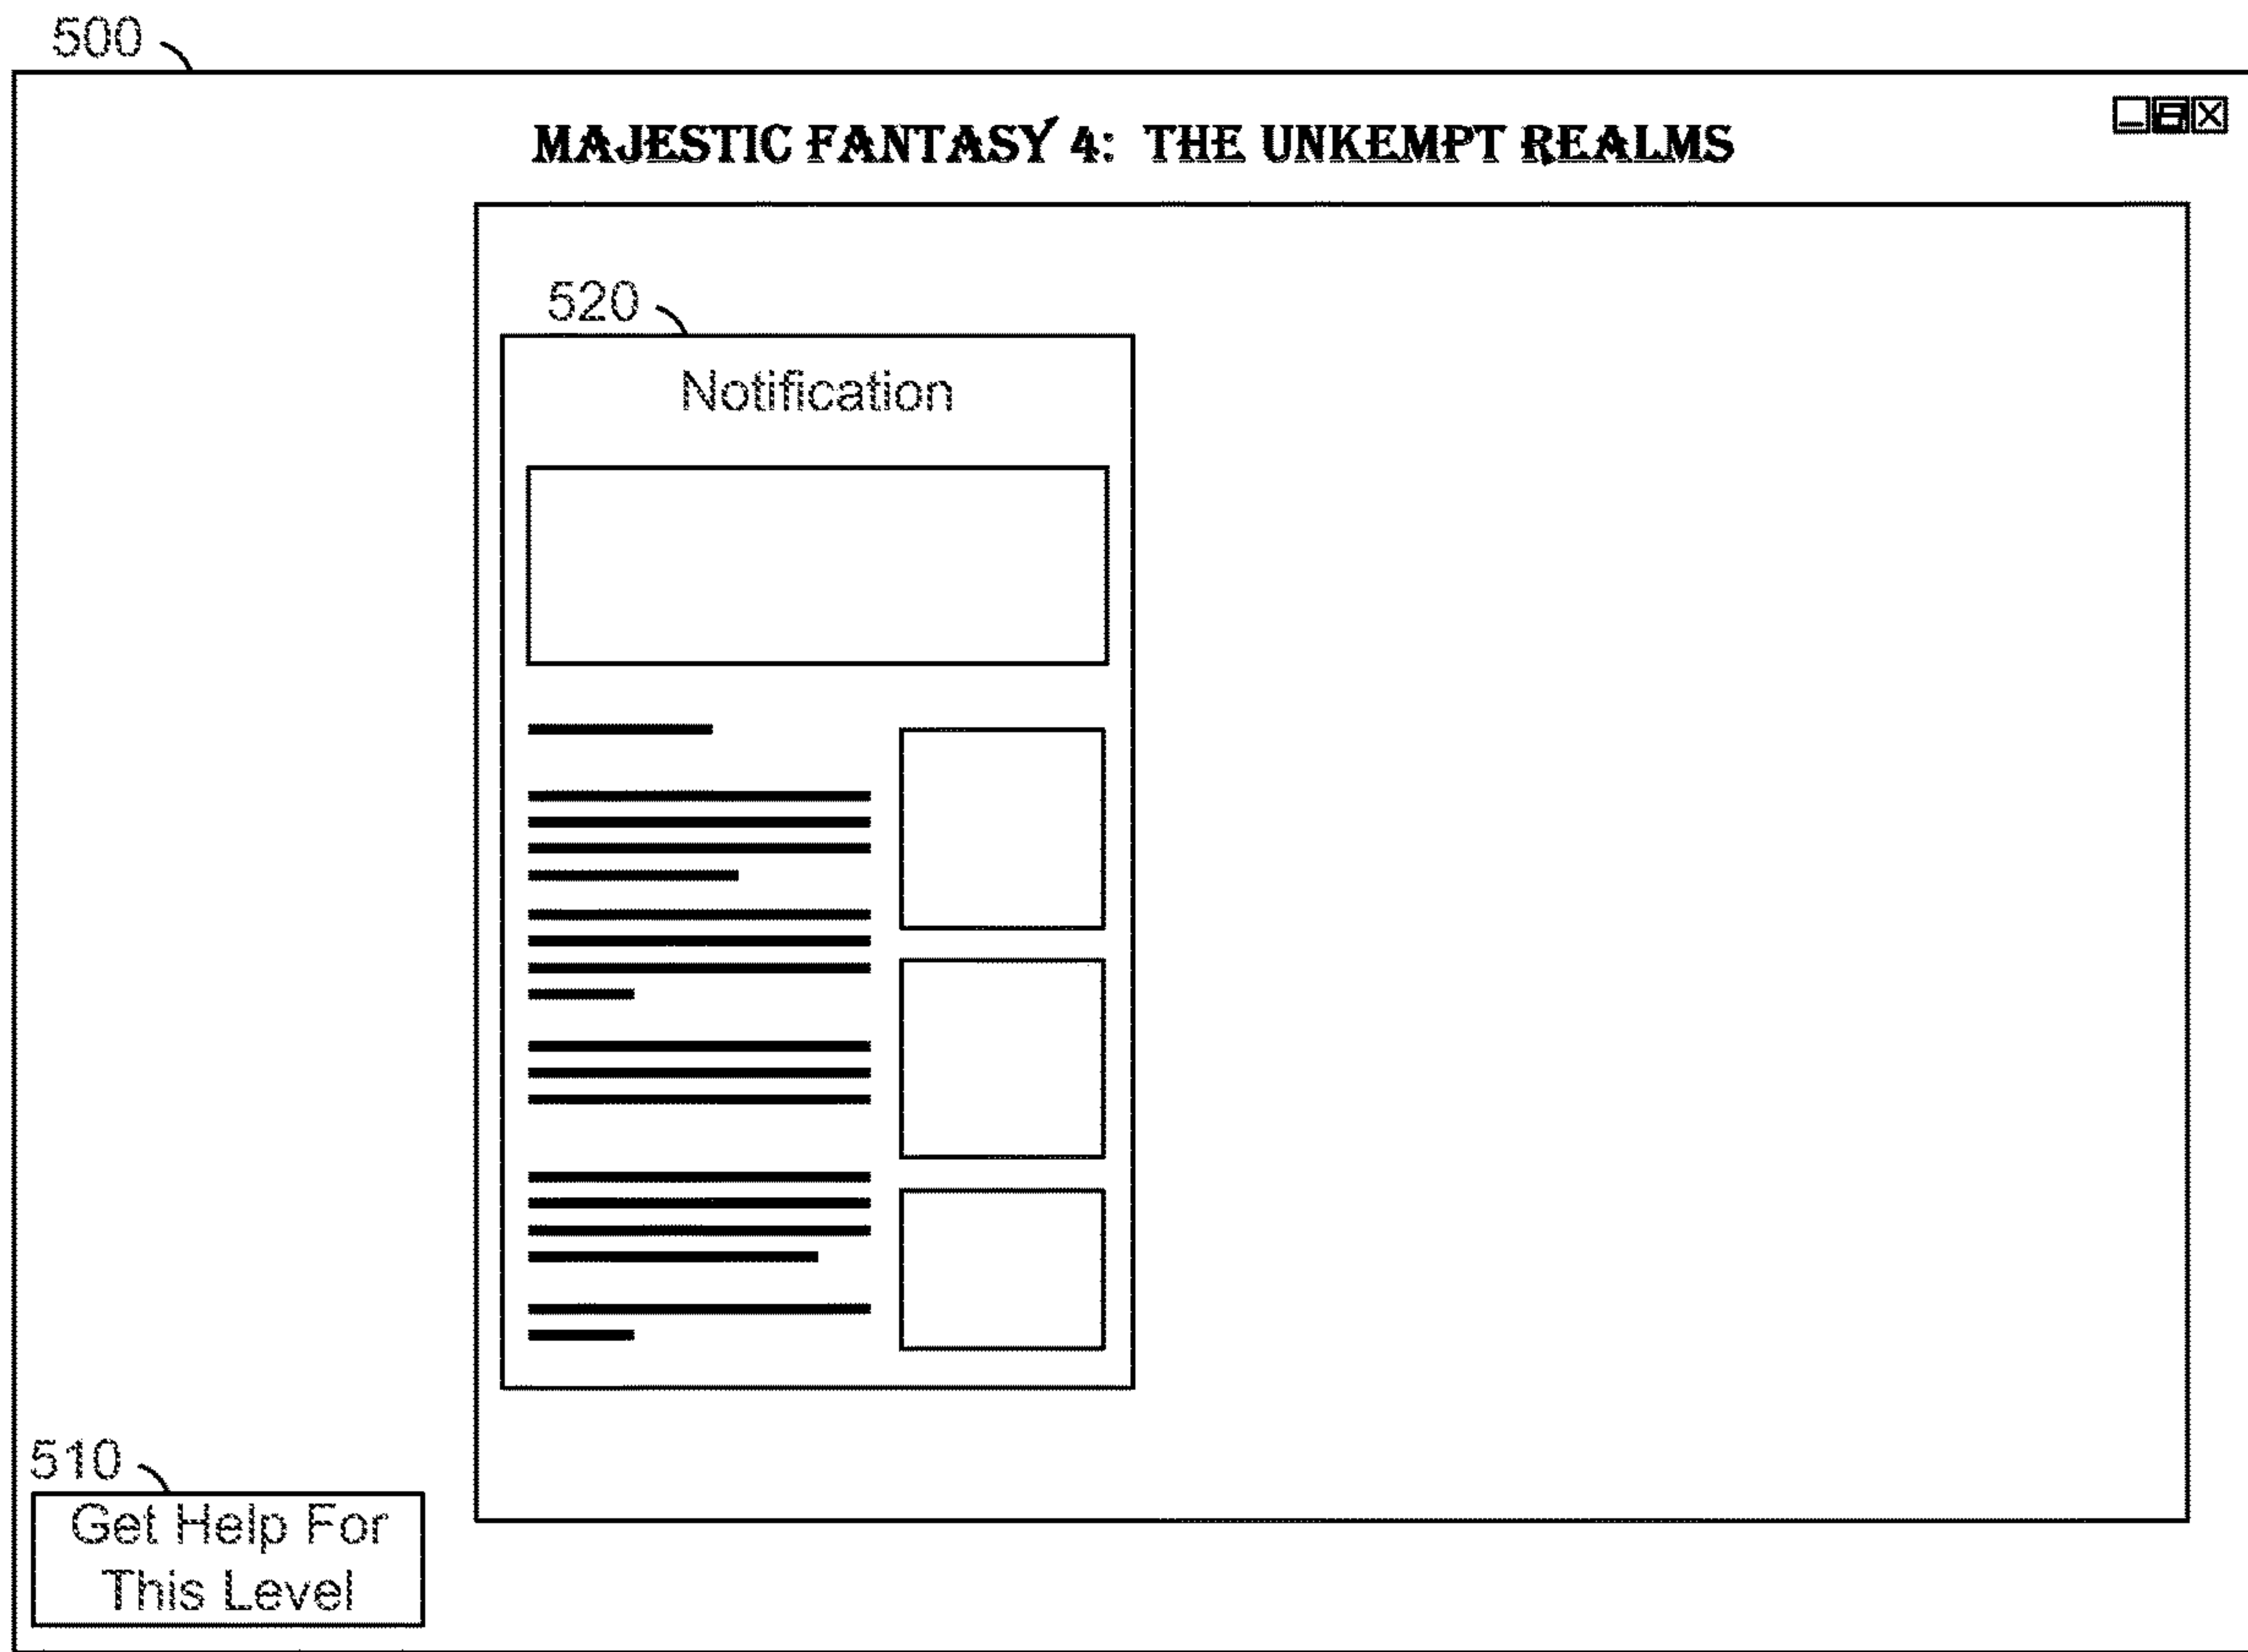 500
MAJESTIC FANTASY 4: THE UNKEMPT REALMS
520
Notification
510
Get Help For
This Level